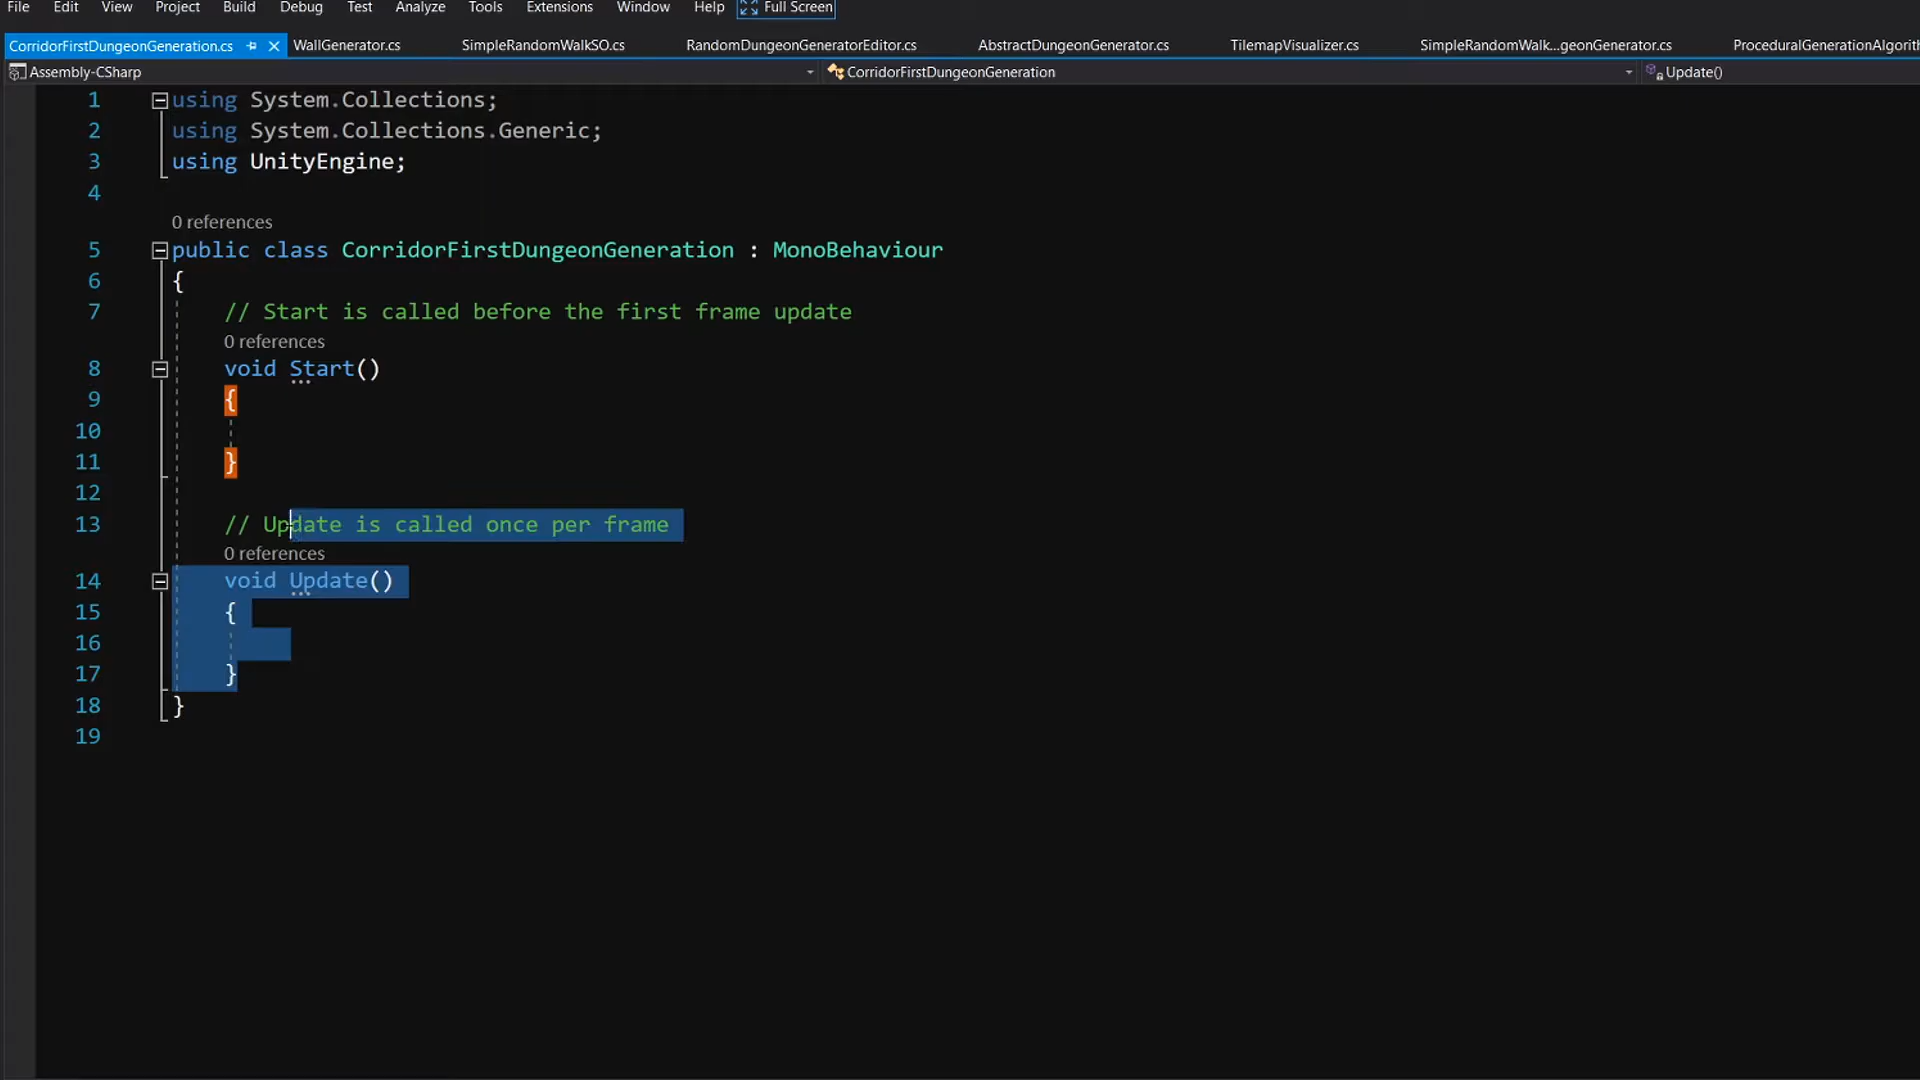 File Edit View Project Build Debug Test Analyze Tools Extensions Window Help Full Screen
CorridorFirstDungeonGeneration.cs WallGenerator.cs SimpleRandomWalkSO.cs RandomDungeonGeneratorEditor.cs AbstractDungeonGenerator.cs TilemapVisualizer.cs SimpleRandomWalk...geonGenerator.cs ProceduralGenerationAlgorith
Assembly-CSharp CorridorFirstDungeonGeneration Update()
1 using System.Collections;
2 using System.Collections.Generic;
3 using UnityEngine;
4
0 references
5 public class CorridorFirstDungeonGeneration : MonoBehaviour
6 {
7 // Start is called before the first frame update
0 references
8 void Start()
9 {
10
11 }
12
13 // Update is called once per frame
0 references
14 void Update()
15 {
16
17 }
18 }
19